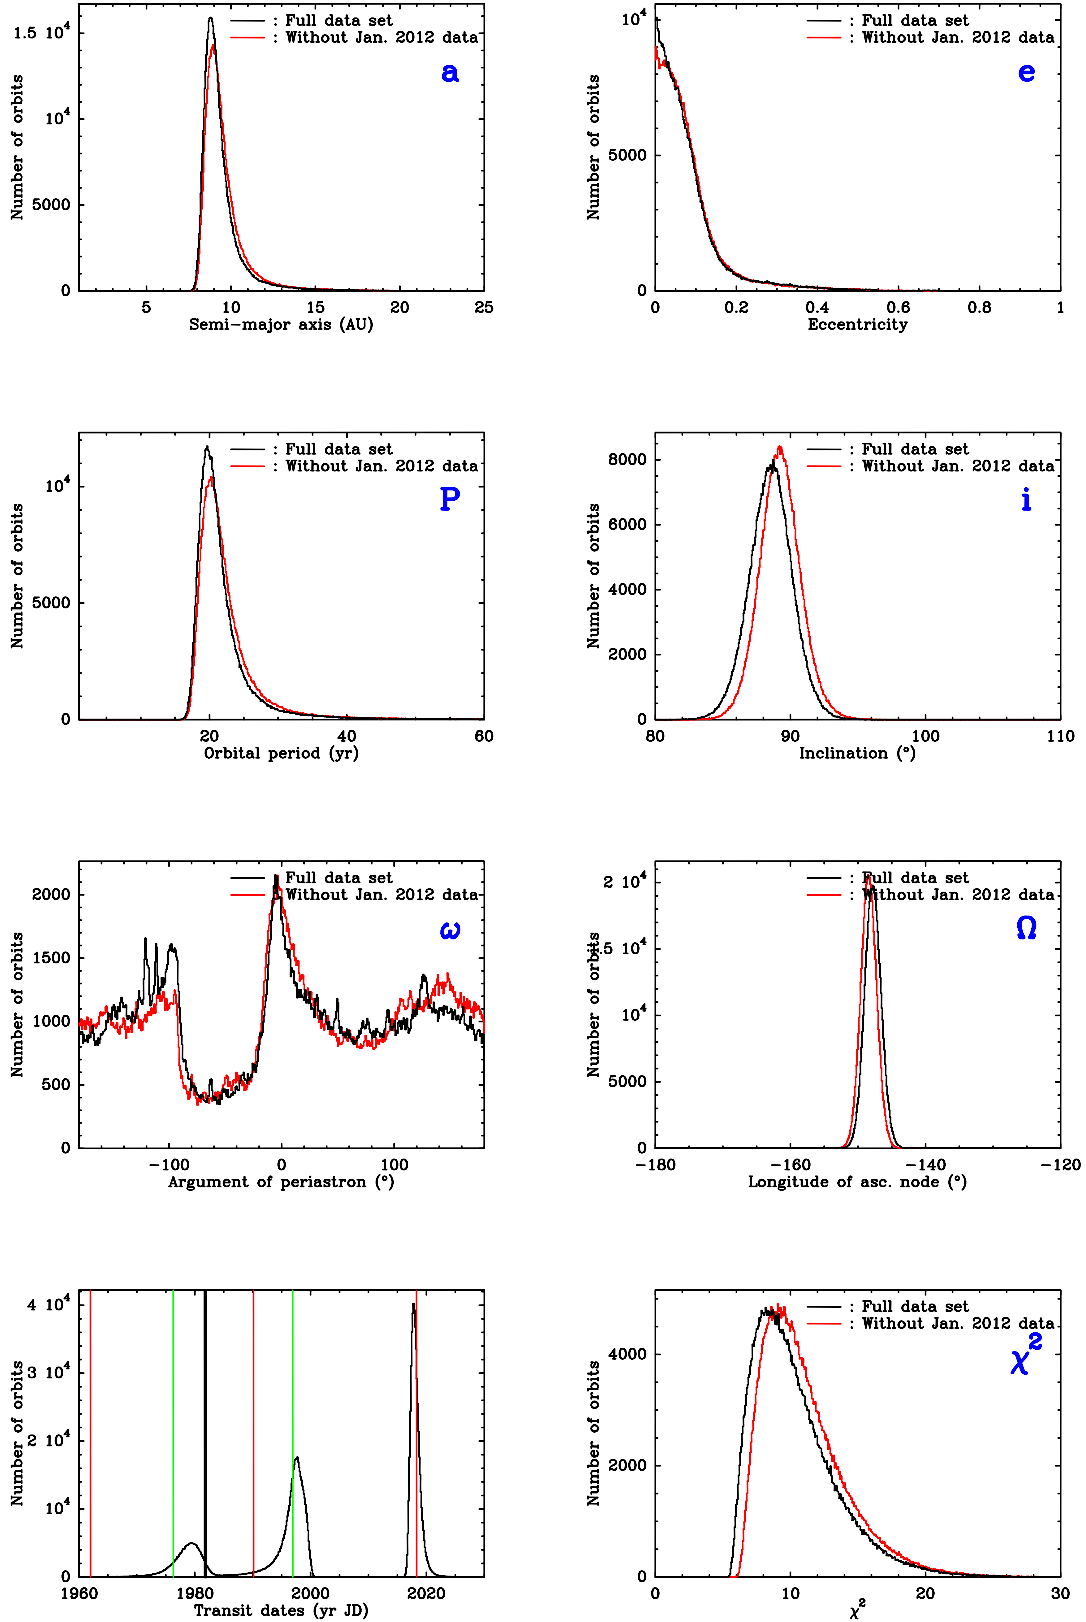 1.5 10⁴
10⁴
5000
0
Number of orbits
: Full data set
: Without Jan. 2012 data
a
5 10 15 20 25
Semi−major axis (AU)
10⁴
5000
0
Number of orbits
: Full data set
: Without Jan. 2012 data
e
0 0.2 0.4 0.6 0.8 1
Eccentricity
10⁴
5000
0
Number of orbits
: Full data set
: Without Jan. 2012 data
P
20 40 60
Orbital period (yr)
8000
6000
4000
2000
0
Number of orbits
: Full data set
: Without Jan. 2012 data
i
80 90 100 110
Inclination (°)
2000
1500
1000
500
0
Number of orbits
: Full data set
: Without Jan. 2012 data
ω
−100 0 100
Argument of periastron (°)
2 10⁴
1.5 10⁴
10⁴
5000
0
Number of orbits
: Full data set
: Without Jan. 2012 data
Ω
−180 −160 −140 −120
Longitude of asc. node (°)
4 10⁴
3 10⁴
2 10⁴
10⁴
0
Number of orbits
1960 1980 2000 2020
Transit dates (yr JD)
4000
2000
0
Number of orbits
: Full data set
: Without Jan. 2012 data
χ²
0 10 20 30
χ²